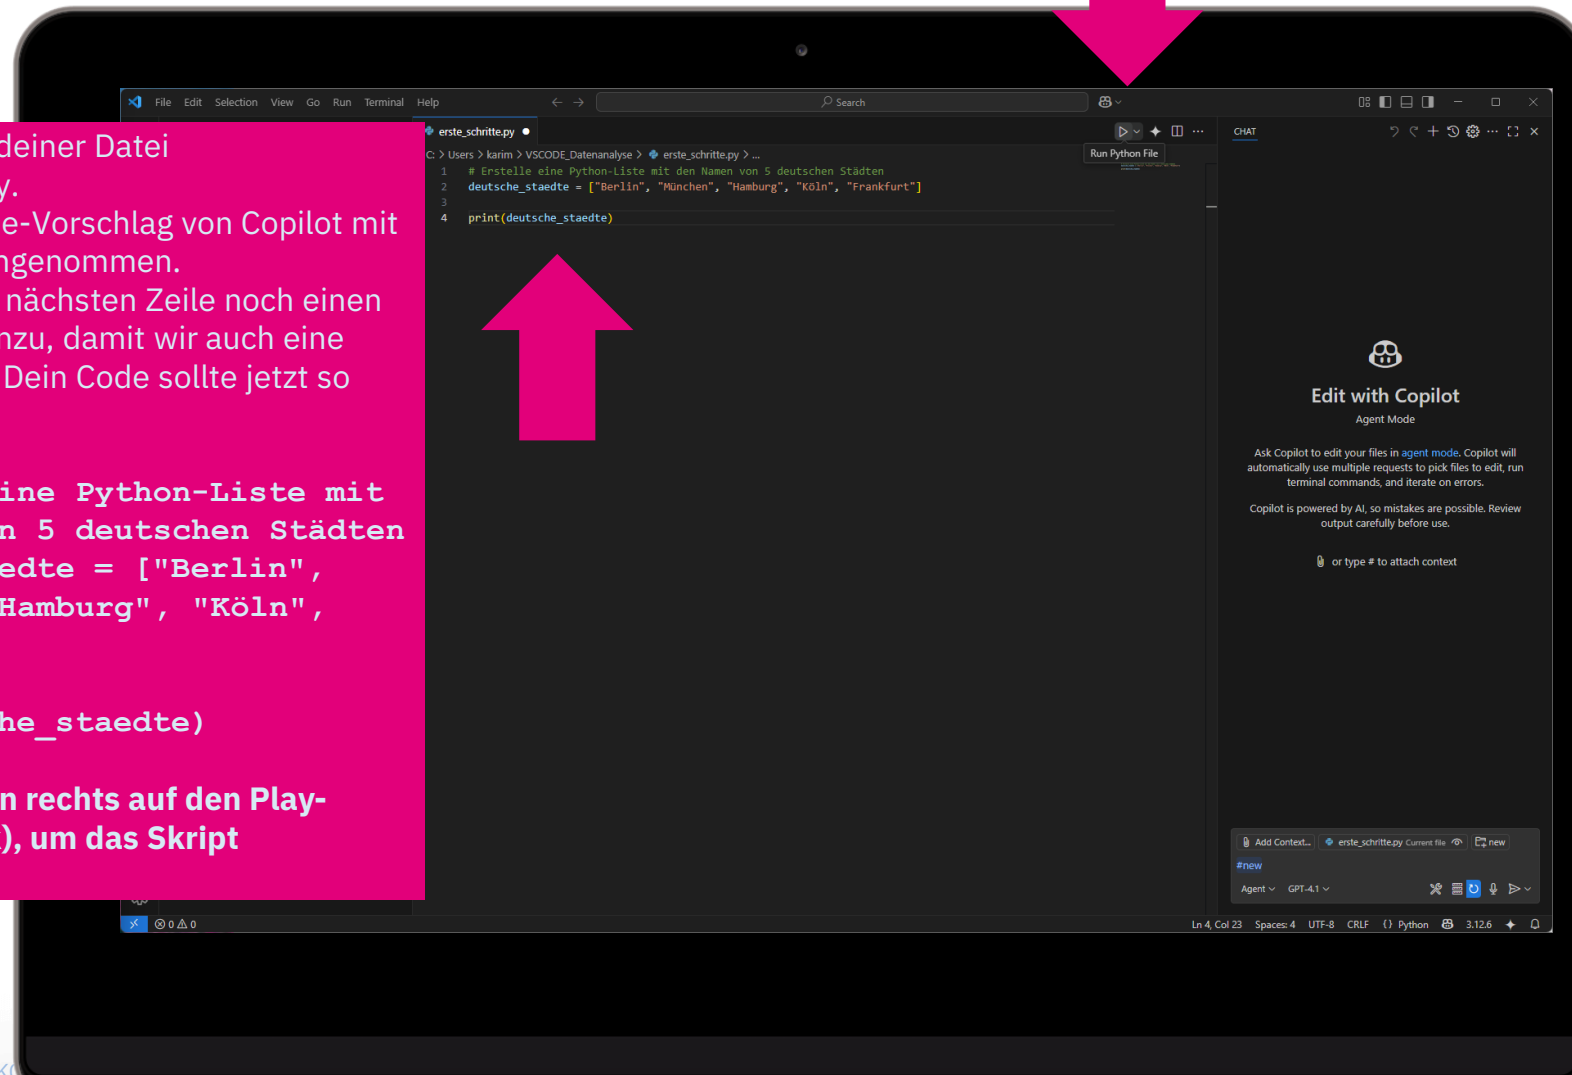 File Edit Selection View Go Run Terminal Help
Search
deiner Datei
y.
e-Vorschlag von Copilot mit
ngenommen.
nächsten Zeile noch einen
nzu, damit wir auch eine
Dein Code sollte jetzt so
ine Python-Liste mit
n 5 deutschen Städten
edte = ["Berlin",
Hamburg", "Köln",
he_staedte)
n rechts auf den Play-
), um das Skript
erste_schritte.py
C: > Users > karim > VSCODE_Datenanalyse > erste_schritte.py > ...
Run Python File
1 # Erstelle eine Python-Liste mit den Namen von 5 deutschen Städten
2 deutsche_staedte = ["Berlin", "München", "Hamburg", "Köln", "Frankfurt"]
3
4 print(deutsche_staedte)
CHAT
Edit with Copilot
Agent Mode
Ask Copilot to edit your files in agent mode. Copilot will
automatically use multiple requests to pick files to edit, run
terminal commands, and iterate on errors.
Copilot is powered by AI, so mistakes are possible. Review
output carefully before use.
or type # to attach context
Add Context... erste_schritte.py Current file new
#new
Agent GPT-4.1
0 0
Ln 4, Col 23 Spaces: 4 UTF-8 CRLF {} Python 3.12.6